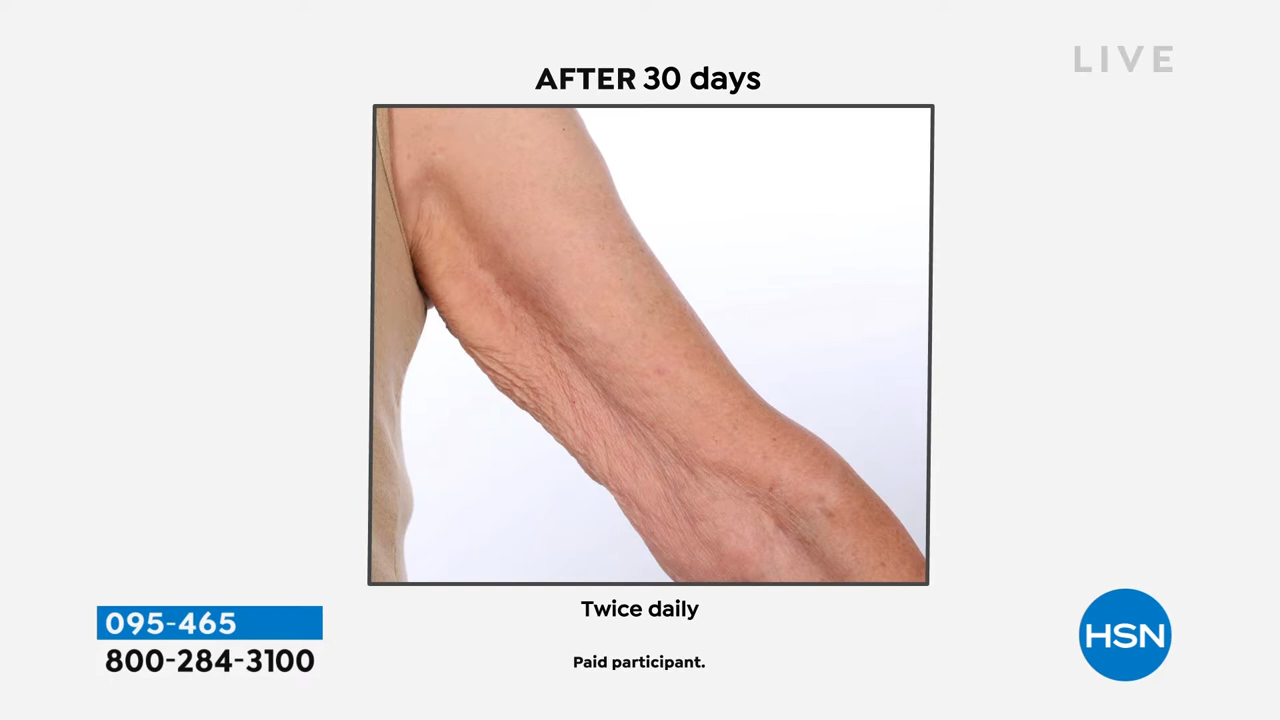 LIVE
AFTER 30 days
Twice daily
095-465
800-284-3100
Paid participant.
HSN